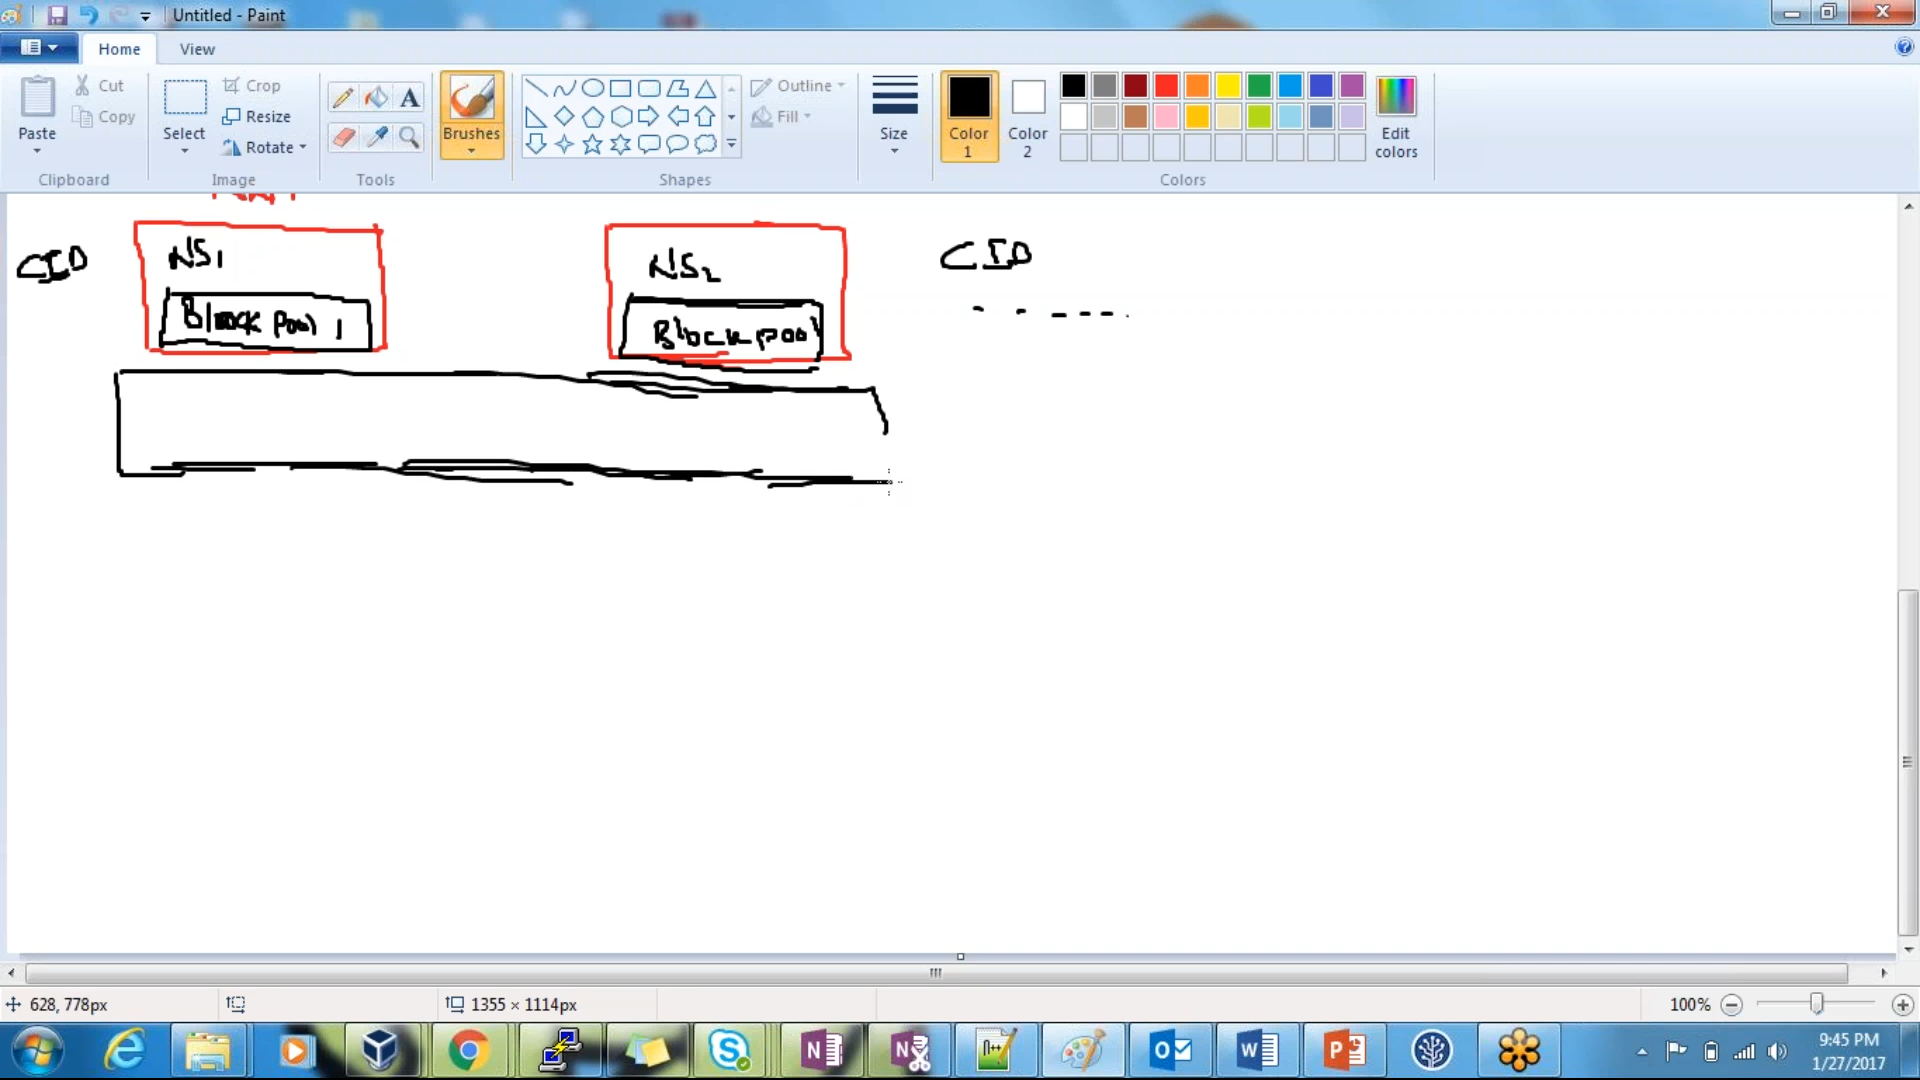 Untitled - Paint
Home View
Paste
Cut
Copy
Clipboard
Select
Crop
Resize
Rotate
Image
Tools
Brushes
Shapes
Outline
Fill
Size
Color 1
Color 2
Edit colors
Colors
CID NS1 NS2 CID
Block pool 1 Blockpool
628, 778px 1355 × 1114px 100%
9:45 PM
1/27/2017